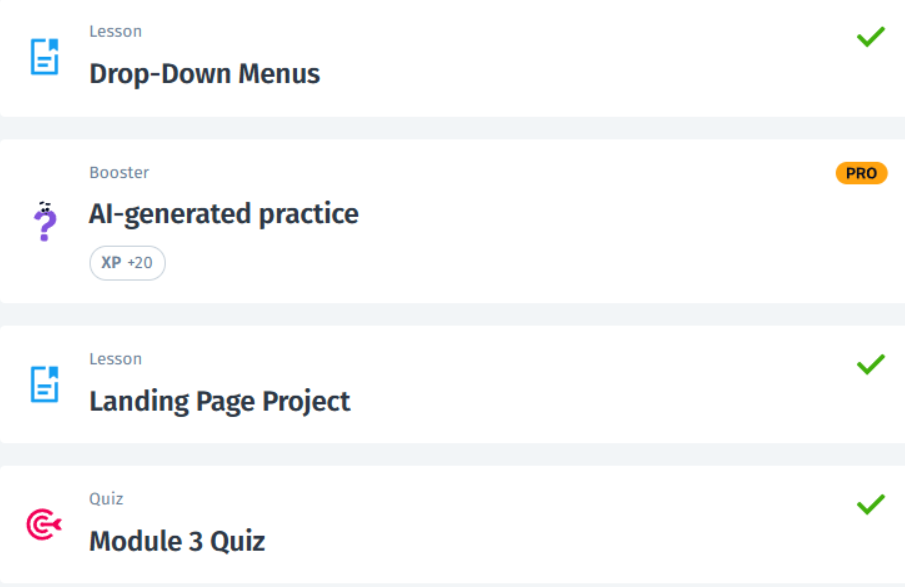 Lesson
Drop-Down Menus
Booster
PRO
AI-generated practice
XP +20
Lesson
Landing Page Project
Quiz
Module 3 Quiz